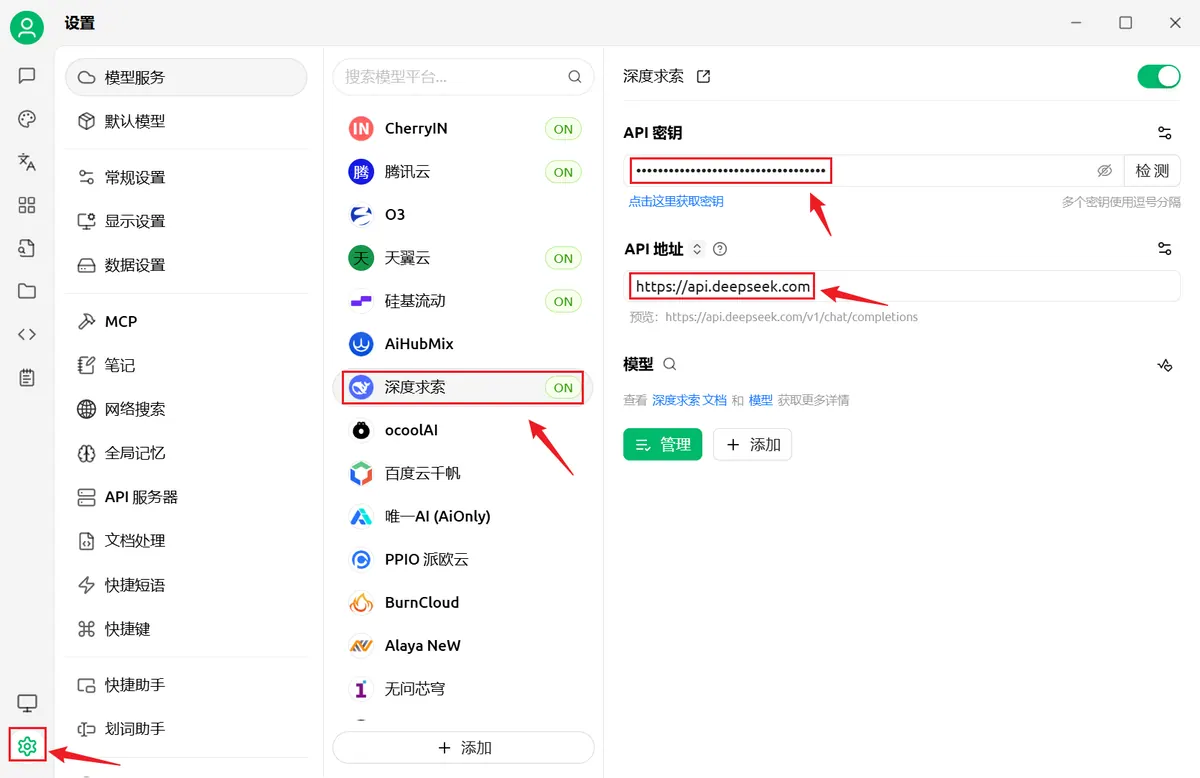 设置
模型服务
默认模型
常规设置
显示设置
数据设置
MCP
笔记
网络搜索
全局记忆
API 服务器
文档处理
快捷短语
快捷键
快捷助手
划词助手
搜索模型平台...
CherryIN ON
腾 腾讯云 ON
O3
天 天翼云 ON
硅基流动 ON
AiHubMix
深度求索 ON
ocoolAI
百度云千帆
唯一AI (AiOnly)
PPIO 派欧云
BurnCloud
Alaya NeW
无问芯穹
添加
深度求索
API 密钥
••••••••••••••••••••••••••••••••••• 检测
点击这里获取密钥 多个密钥使用逗号分隔
API 地址
https://api.deepseek.com
预览：https://api.deepseek.com/v1/chat/completions
模型
查看 深度求索 文档 和 模型 获取更多详情
管理 添加